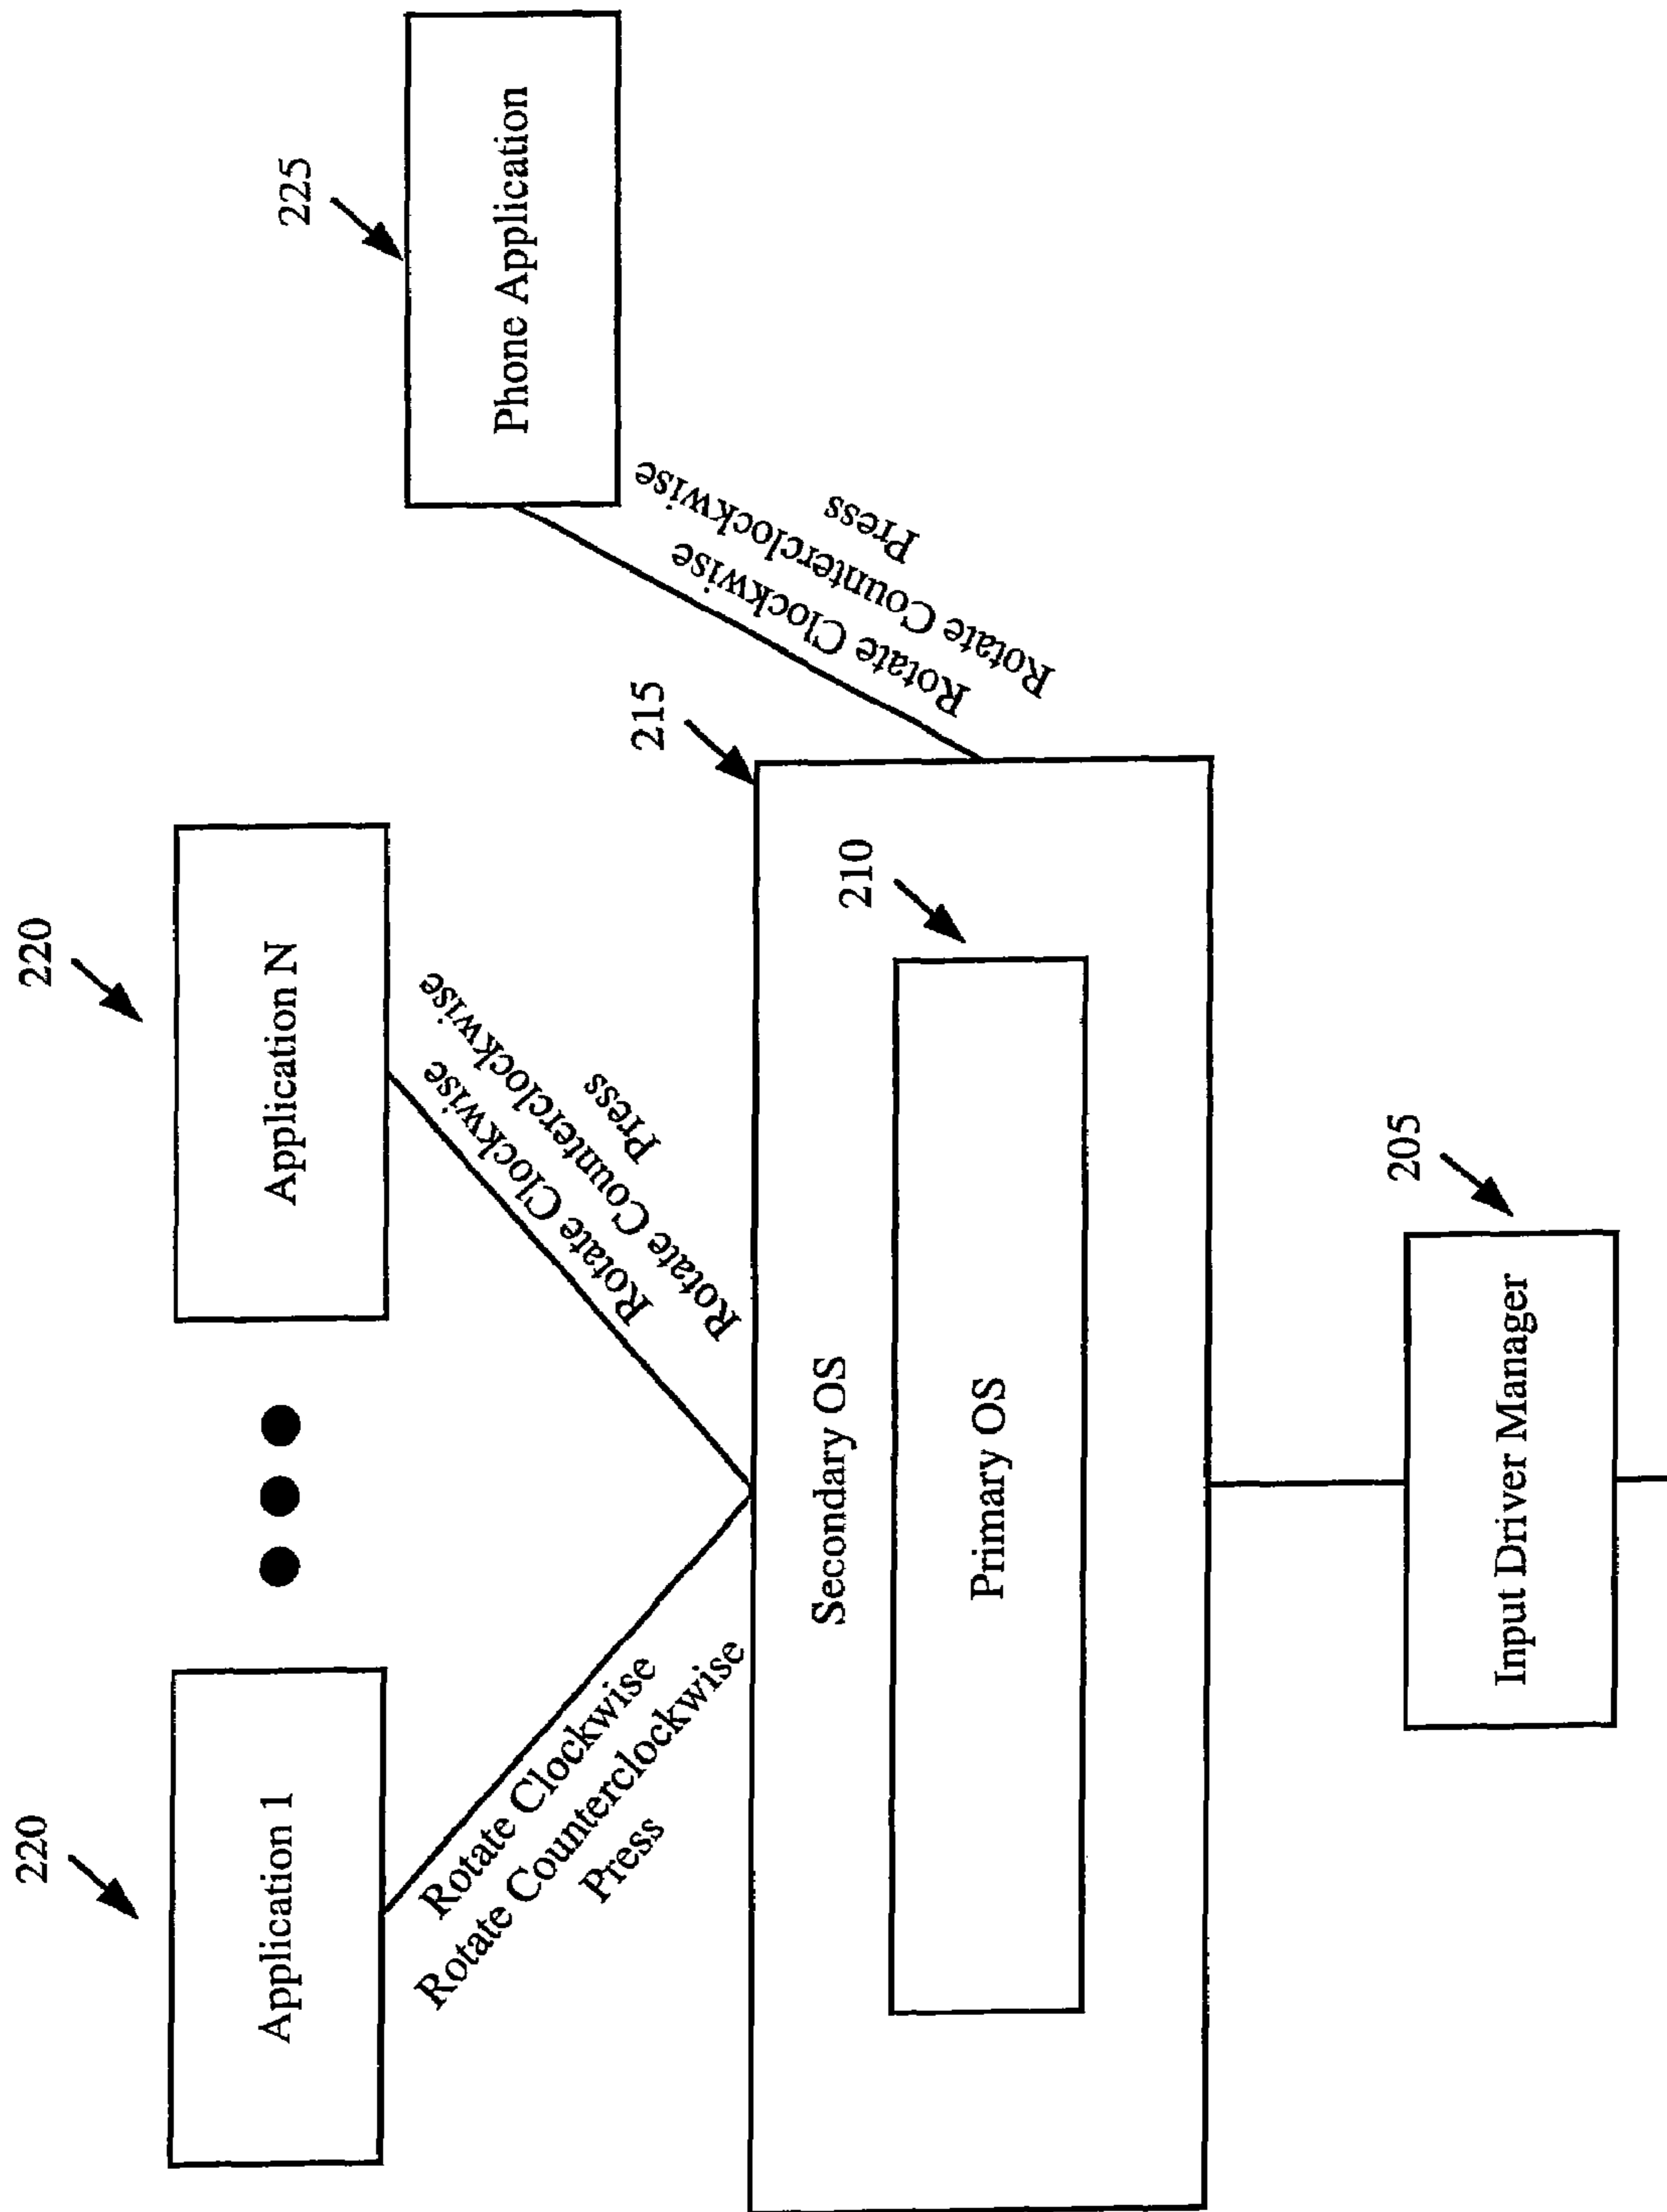 220
Application 1
220
Application N
225
Phone Application
Rotate Clockwise
Rotate Counterclockwise
Press
Rotate Clockwise
Rotate Counterclockwise
Press
Rotate Clockwise
Rotate Counterclockwise
Press
215
Secondary OS
210
Primary OS
205
Input Driver Manager